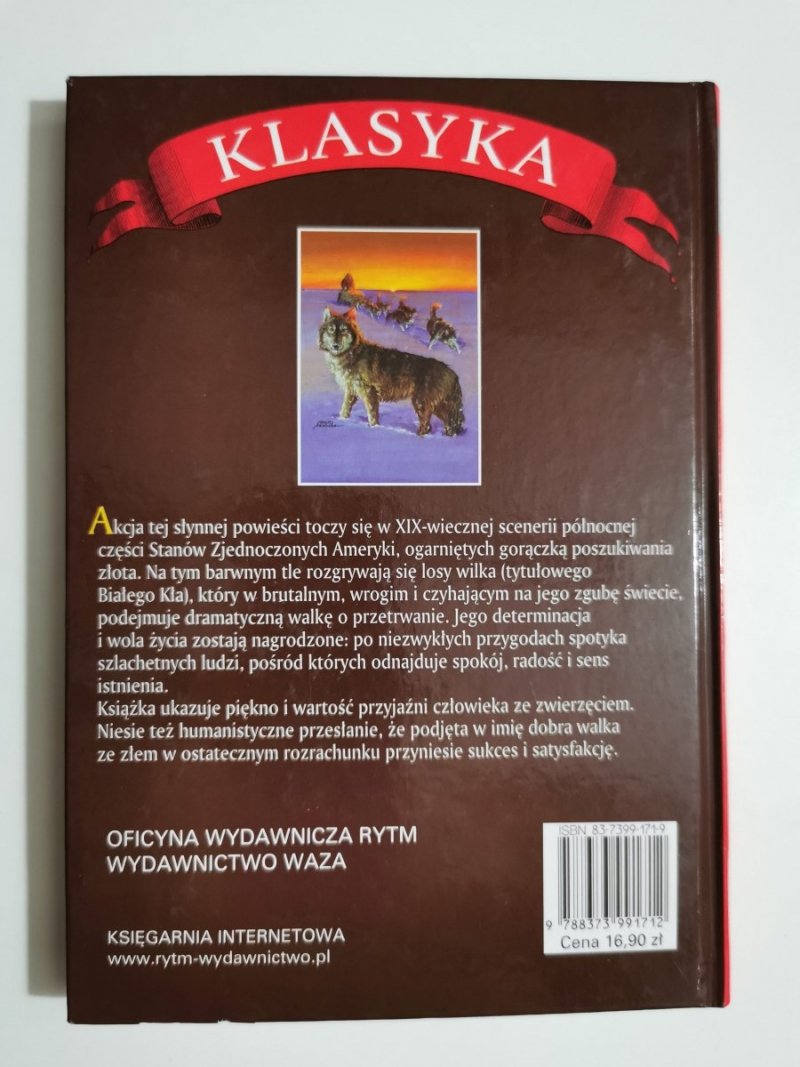 KLASYKA
Akcja tej słynnej powieści toczy się w XIX-wiecznej scenerii północnej
części Stanów Zjednoczonych Ameryki, ogarniętych gorączką poszukiwania
złota. Na tym barwnym tle rozgrywają się losy wilka (tytułowego
Białego Kła), który w brutalnym, wrogim i czyhającym na jego zgubę świecie,
podejmuje dramatyczną walkę o przetrwanie. Jego determinacja
i wola życia zostają nagrodzone: po niezwykłych przygodach spotyka
szlachetnych ludzi, pośród których odnajduje spokój, radość i sens
istnienia.
Książka ukazuje piękno i wartość przyjaźni człowieka ze zwierzęciem.
Niesie też humanistyczne przesłanie, że podjęta w imię dobra walka
ze złem w ostatecznym rozrachunku przyniesie sukces i satysfakcję.
OFICYNA WYDAWNICZA RYTM
WYDAWNICTWO WAZA
KSIĘGARNIA INTERNETOWA
www.rytm-wydawnictwo.pl
ISBN 83-7399-171-9
9 788373 991712
Cena 16,90 zł